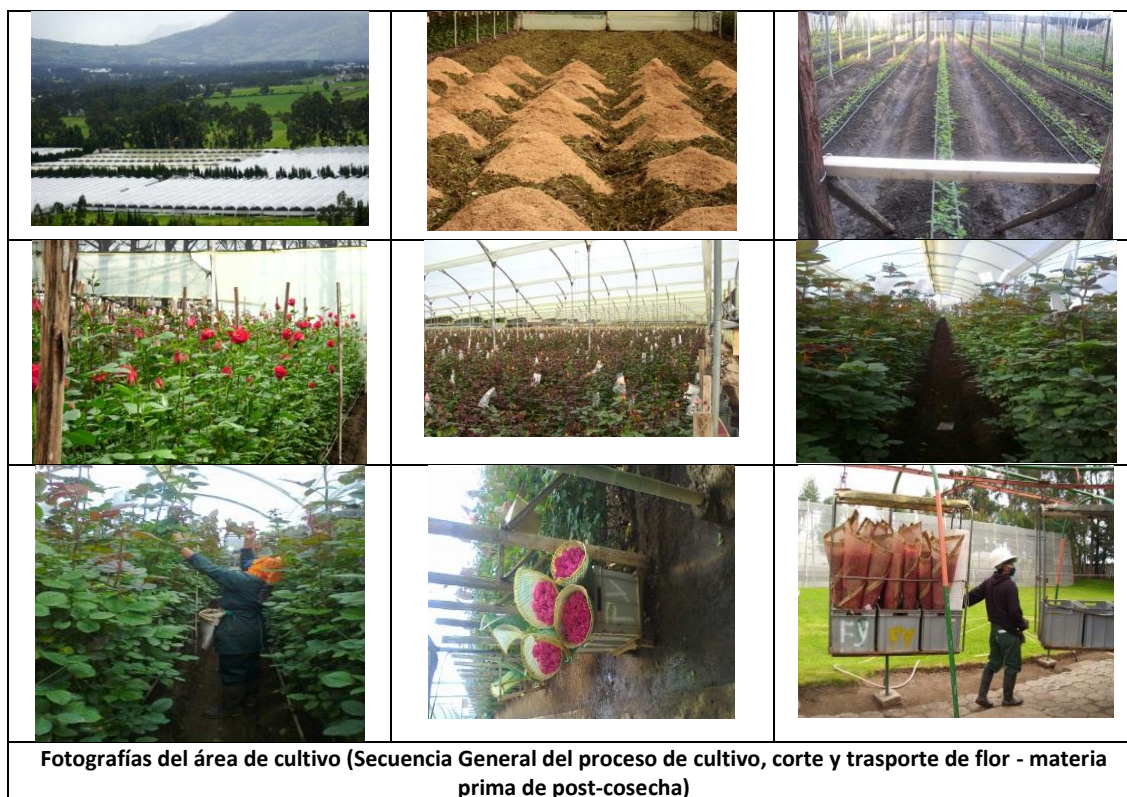 FY
Fotografías del área de cultivo (Secuencia General del proceso de cultivo, corte y trasporte de flor - materia
prima de post-cosecha)